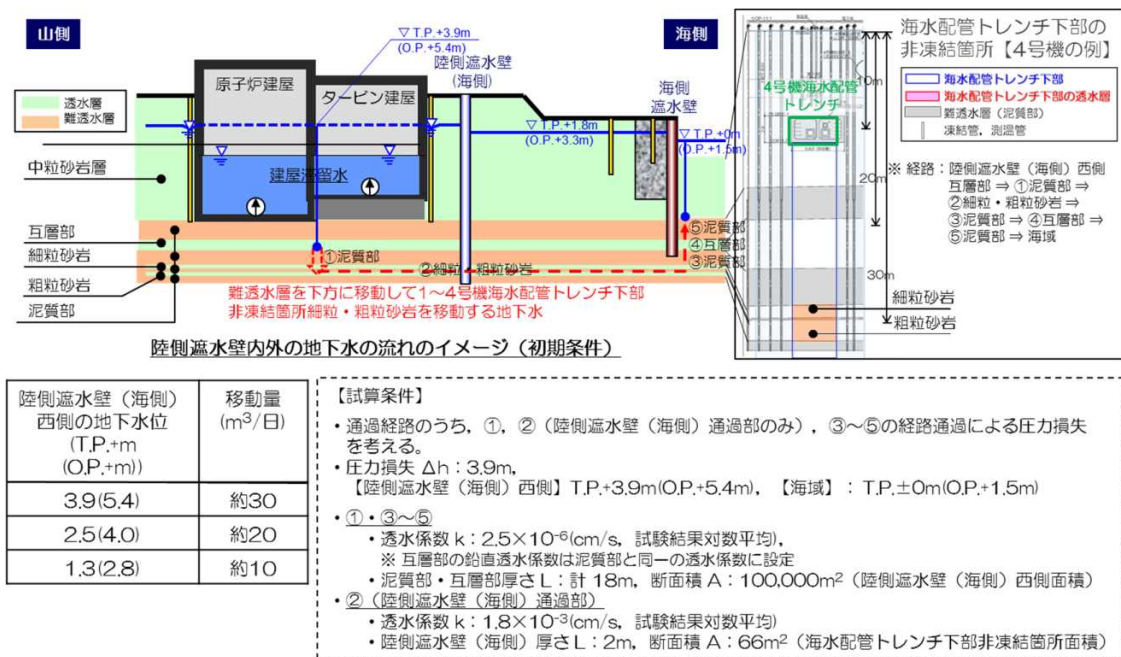 山側
▽ T.P.+3.9m
(O.P.+5.4m)
海側
陸側遮水壁
(海側)
原子炉建屋
タービン建屋
海側
遮水壁
透水層
難透水層
▽ T.P.+1.8m
(O.P.+3.3m)
▽ T.P.+0m
(O.P.+1.5m)
中粒砂岩層
建屋滞留水
互層部
細粒砂岩
粗粒砂岩
泥質部
①泥質部
②細粒・粗粒砂岩
⑤泥質部
④互層部
③泥質部
難透水層を下方に移動して1~4号機海水配管トレンチ下部
非凍結箇所細粒・粗粒砂岩を移動する地下水
陸側遮水壁内外の地下水の流れのイメージ(初期条件)
海水配管トレンチ下部の
非凍結箇所【4号機の例】
10m
4号機海水配管
トレンチ
20m
30m
海水配管トレンチ下部
海水配管トレンチ下部の透水層
難透水層(泥質部)
凍結管,測温管
※ 経路:陸側遮水壁(海側)西側
互層部 ⇒ ①泥質部 ⇒
②細粒・粗粒砂岩 ⇒
③泥質部 ⇒ ④互層部 ⇒
⑤泥質部 ⇒ 海域
細粒砂岩
粗粒砂岩
陸側遮水壁(海側)
西側の地下水位
(T.P.+m
(O.P.+m))
移動量
(m³/日)
3.9(5.4) 約30
2.5(4.0) 約20
1.3(2.8) 約10
【試算条件】
・通過経路のうち,①,②(陸側遮水壁(海側)通過部のみ),③~⑤の経路通過による圧力損失
を考える。
・圧力損失 Δh:3.9m,
【陸側遮水壁(海側)西側】T.P.+3.9m(O.P.+5.4m),【海域】:T.P.±0m(O.P.+1.5m)
・①・③~⑤
・透水係数 k:2.5×10⁻⁶(cm/s,試験結果対数平均),
※ 互層部の鉛直透水係数は泥質部と同一の透水係数に設定
・泥質部・互層部厚さ L:計 18m,断面積 A:100,000m²(陸側遮水壁(海側)西側面積)
・②(陸側遮水壁(海側)通過部)
・透水係数 k:1.8×10⁻³(cm/s,試験結果対数平均)
・陸側遮水壁(海側)厚さ L:2m,断面積 A:66m²(海水配管トレンチ下部非凍結箇所面積)